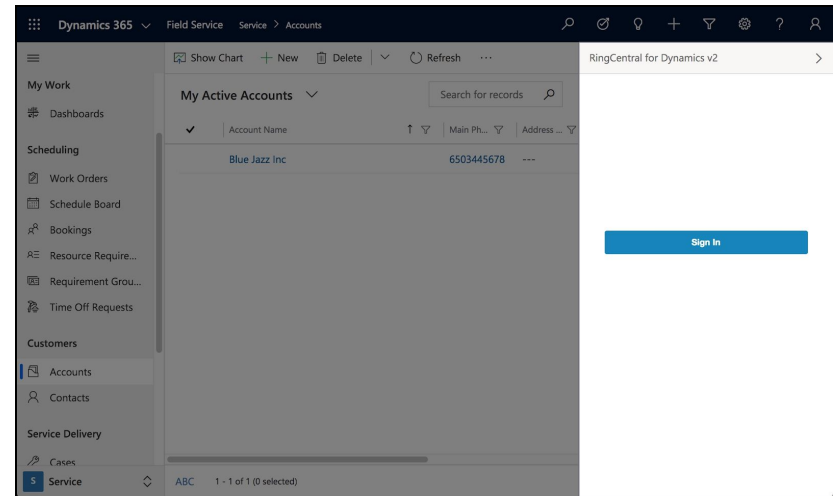 Dynamics 365
Field Service
Service > Accounts
My Work
Dashboards
Scheduling
Work Orders
Schedule Board
Bookings
Resource Require...
Requirement Grou...
Time Off Requests
Customers
Accounts
Contacts
Service Delivery
Cases
S Service
Show Chart
New
Delete
Refresh
...
My Active Accounts
Search for records
Account Name
Main Ph...
Address ...
Blue Jazz Inc
6503445678
---
ABC
1 - 1 of 1 (0 selected)
RingCentral for Dynamics v2
Sign In